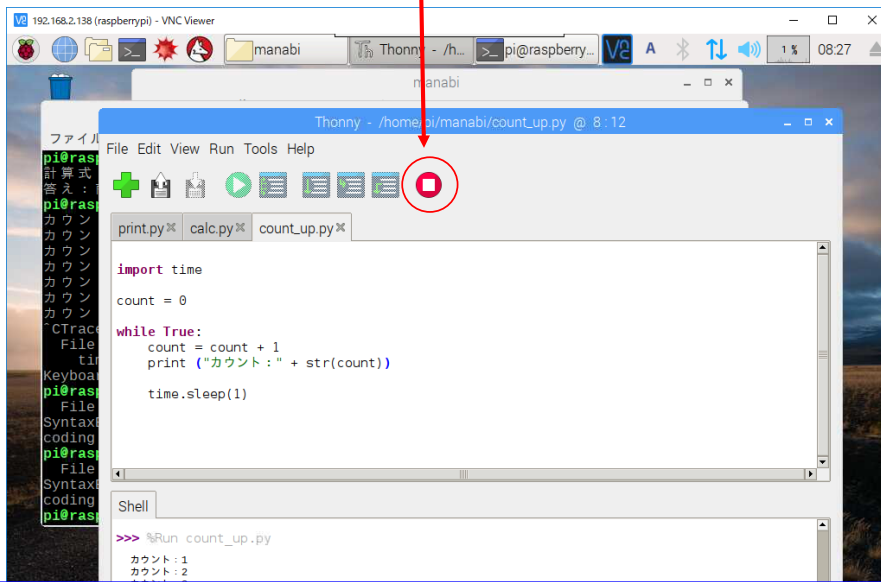 192.168.2.138 (raspberrypi) - VNC Viewer
manabi
Thonny - /h...
pi@raspberry...
A
1 %
08:27
manabi
Thonny - /home/pi/manabi/count_up.py @ 8:12
ファイル
File Edit View Run Tools Help
pi@rasp
計算式
答え：
pi@rasp
カウン
カウン
カウン
カウン
カウン
カウン
カウン
^CTrace
File
tim
Keyboar
pi@rasp
File
SyntaxE
coding
pi@rasp
File
SyntaxE
coding
pi@rasp
print.py calc.py count_up.py
import time
count = 0
while True:
count = count + 1
print ("カウント：" + str(count))
time.sleep(1)
Shell
>>> %Run count_up.py
カウント：1
カウント：2